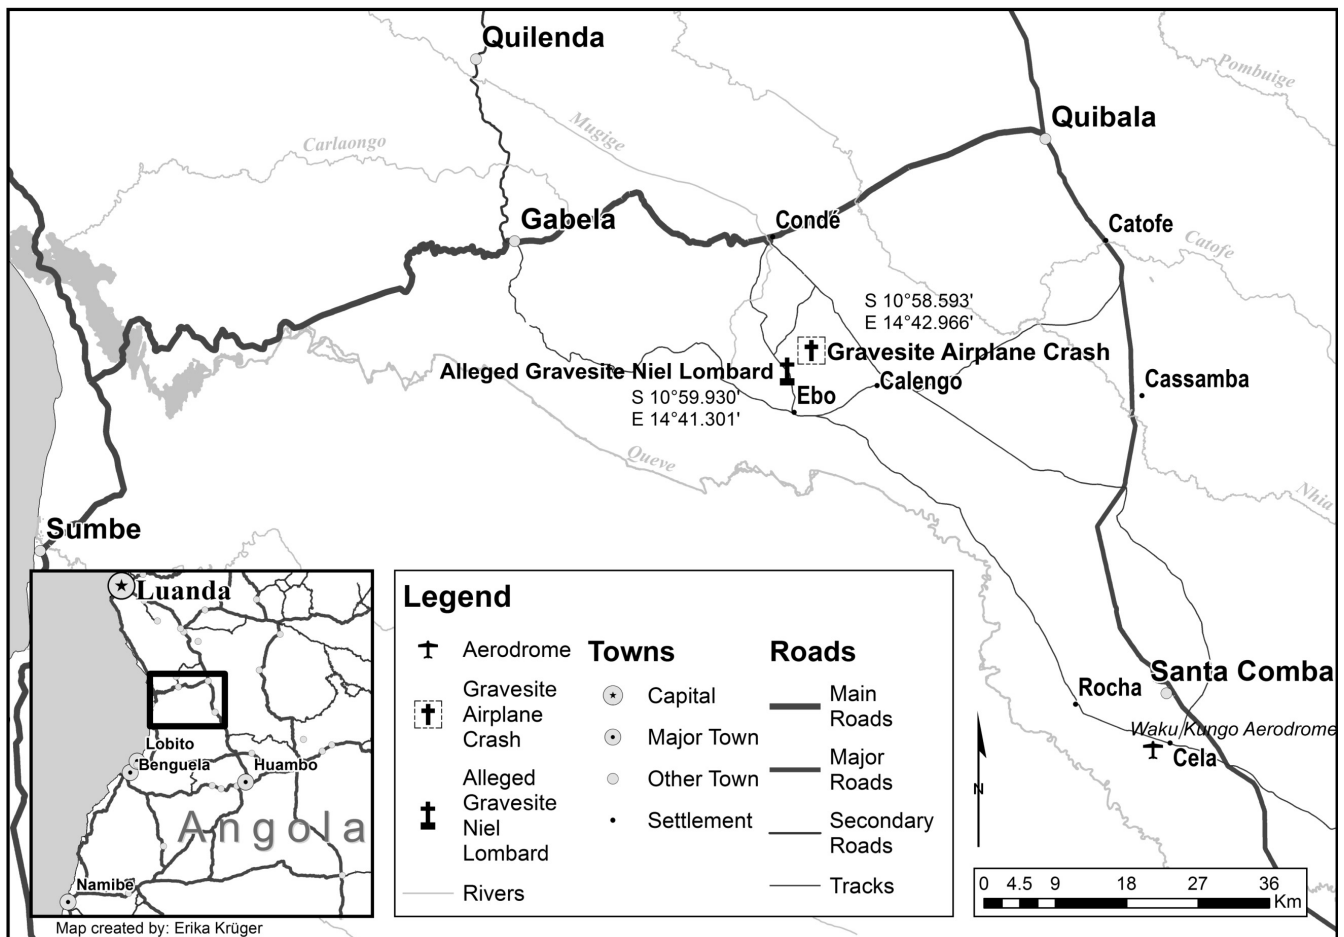 Quilenda
Pombuige
Quibala
Mugige
Carlaongo
Gabela
Condé
Catofe
Catofe
S 10°58.593'
E 14°42.966'
Gravesite Airplane Crash
Alleged Gravesite Niel Lombard
Calengo
Cassamba
S 10°59.930'
E 14°41.301'
Ebo
Queve
Nhia
Sumbe
Luanda
Lobito
Benguela
Huambo
Angola
Namibe
Map created by: Erika Krüger
Legend
Aerodrome
Gravesite
Airplane
Crash
Alleged
Gravesite
Niel
Lombard
Rivers
Towns
Capital
Major Town
Other Town
Settlement
Roads
Main
Roads
Major
Roads
Secondary
Roads
Tracks
Santa Comba
Rocha
Waku Kungo Aerodrome
Cela
N
0 4.5 9 18 27 36
Km